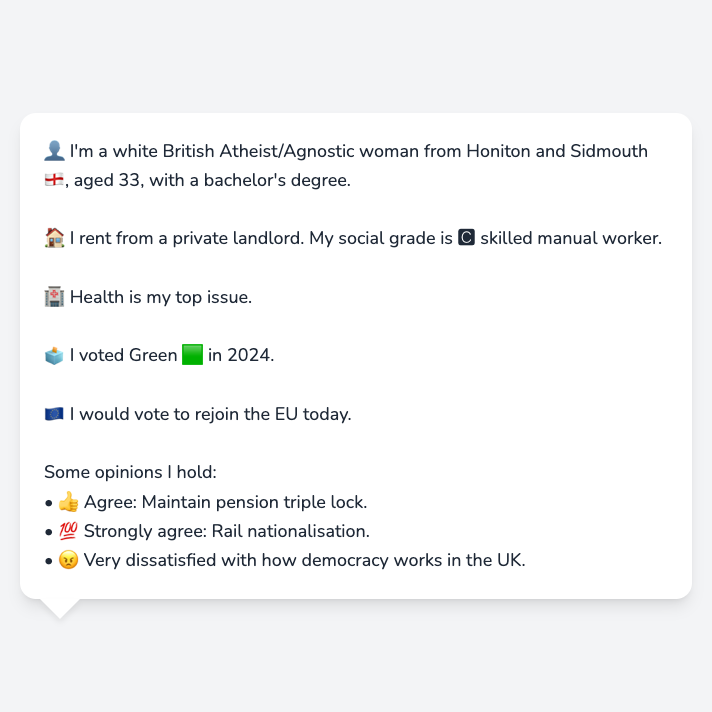 👤 I'm a white British Atheist/Agnostic woman from Honiton and Sidmouth
🏴󠁧󠁢󠁥󠁮󠁧󠁿, aged 33, with a bachelor's degree.
🏠 I rent from a private landlord. My social grade is 🅲 skilled manual worker.
🏥 Health is my top issue.
🗳️ I voted Green 🟩 in 2024.
🇪🇺 I would vote to rejoin the EU today.
Some opinions I hold:
• 👍 Agree: Maintain pension triple lock.
• 💯 Strongly agree: Rail nationalisation.
• 😠 Very dissatisfied with how democracy works in the UK.